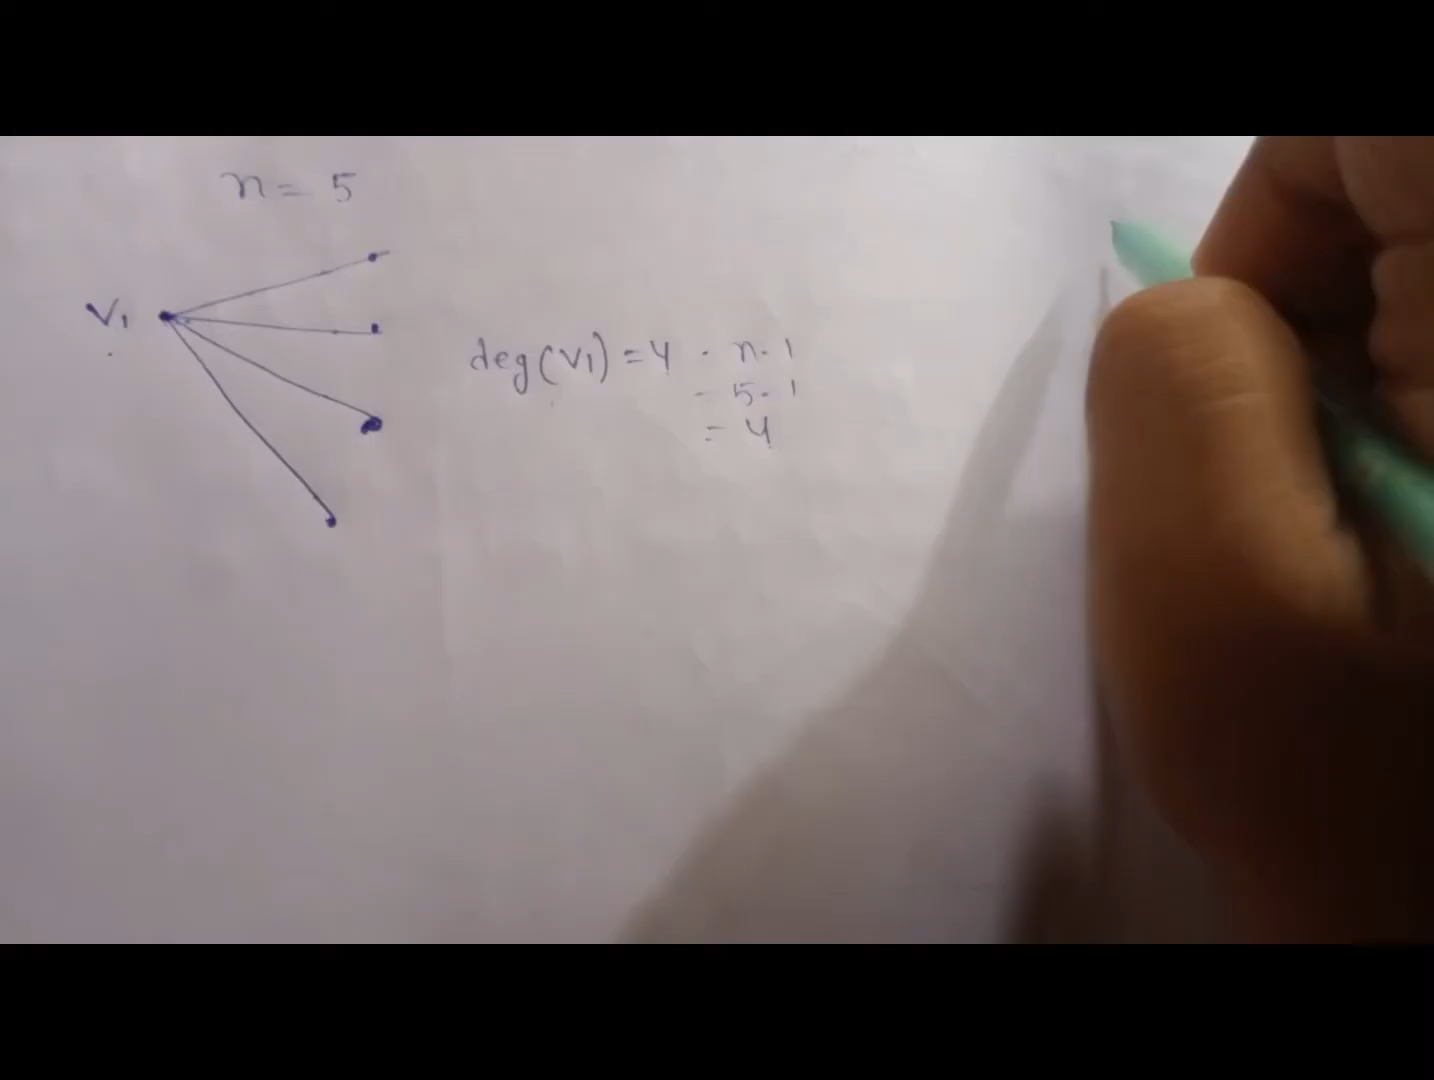 n = 5
V1
deg(V1) = 4 · n - 1
- 5 - 1
= 4